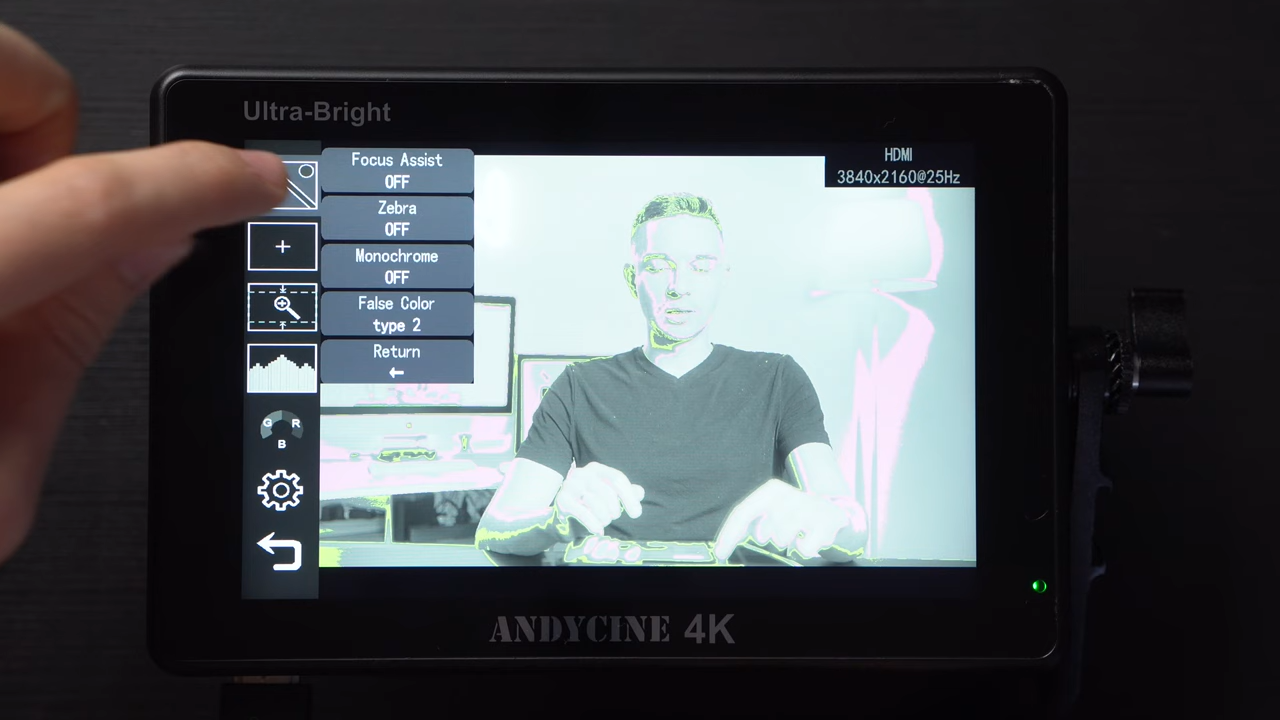 Ultra-Bright
Focus Assist
OFF
Zebra
OFF
Monochrome
OFF
False Color
type 2
Return
←
HDMI
3840x2160@25Hz
+
G R
B
ANDYCINE 4K